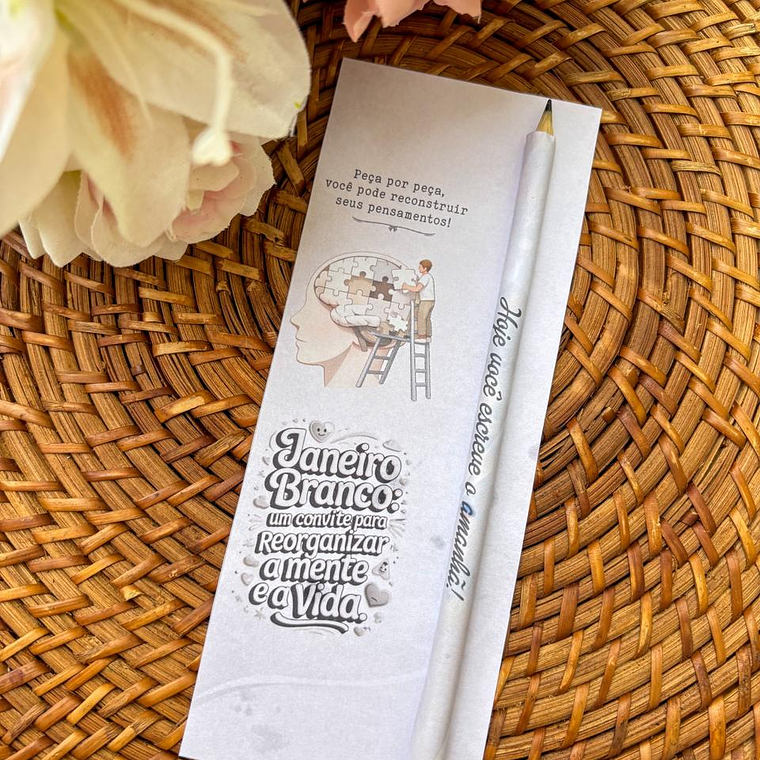 Peça por peça,
você pode reconstruir
seus pensamentos!
Janeiro
Branco:
um convite para
Reorganizar
a mente
e a Vida.
Hoje você escreve o amanhã!